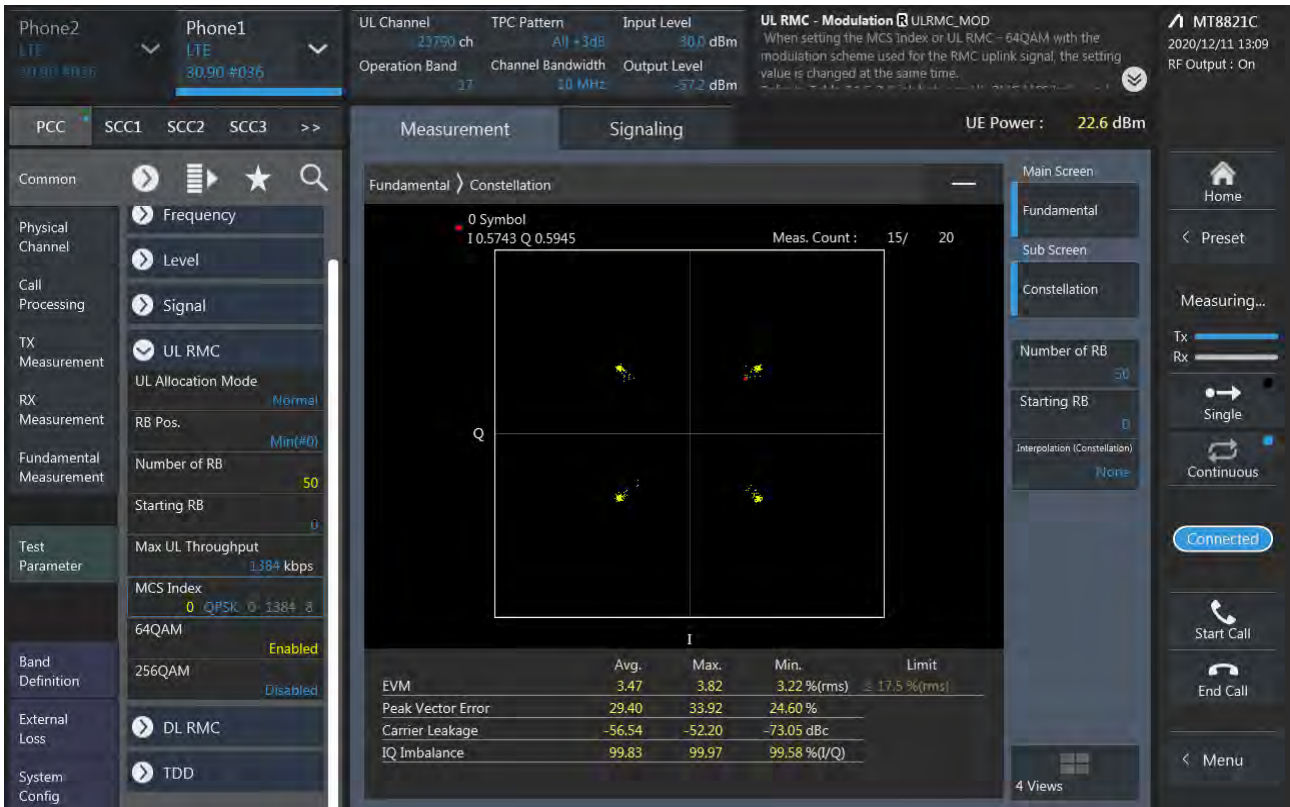 Phone2
LTE
30.90 #036
Phone1
LTE
30.90 #036
UL Channel
23790 ch
TPC Pattern
All +3dB
Input Level
30.0 dBm
Operation Band
17
Channel Bandwidth
10 MHz
Output Level
-57.2 dBm
UL RMC - Modulation R ULRMC_MOD
When setting the MCS Index or UL RMC – 64QAM with the
modulation scheme used for the RMC uplink signal, the setting
value is changed at the same time.
MT8821C
2020/12/11 13:09
RF Output : On
PCC SCC1 SCC2 SCC3 >>
Measurement
Signaling
UE Power : 22.6 dBm
Common
Physical
Channel
Call
Processing
TX
Measurement
RX
Measurement
Fundamental
Measurement
Test
Parameter
Band
Definition
External
Loss
System
Config
Frequency
Level
Signal
UL RMC
UL Allocation Mode
Normal
RB Pos.
Min(#0)
Number of RB
50
Starting RB
0
Max UL Throughput
1384 kbps
MCS Index
0 QPSK 0 1384 8
64QAM
Enabled
256QAM
Disabled
DL RMC
TDD
Fundamental > Constellation
0 Symbol
I 0.5743 Q 0.5945
Meas. Count : 15/ 20
Q
I
Avg. Max. Min. Limit
EVM 3.47 3.82 3.22 %(rms) ≤ 17.5 %(rms)
Peak Vector Error 29.40 33.92 24.60 %
Carrier Leakage -56.54 -52.20 -73.05 dBc
IQ Imbalance 99.83 99.97 99.58 %(I/Q)
Main Screen
Fundamental
Sub Screen
Constellation
Number of RB
50
Starting RB
0
Interpolation (Constellation)
None
4 Views
Home
< Preset
Measuring...
Tx
Rx
Single
Continuous
Connected
Start Call
End Call
< Menu